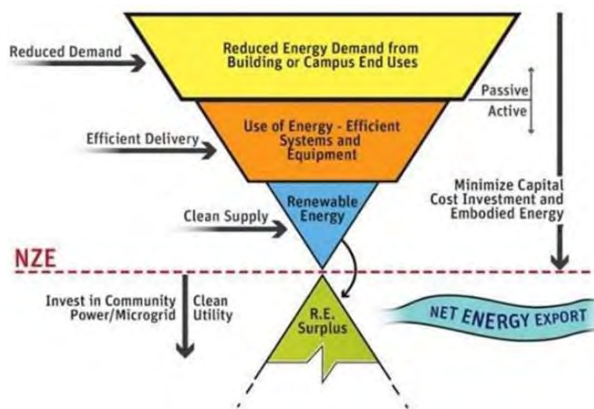 Reduced Demand
Reduced Energy Demand from
Building or Campus End Uses
Passive
Active
Efficient Delivery
Use of Energy - Efficient
Systems and
Equipment
Clean Supply
Renewable
Energy
Minimize Capital
Cost Investment and
Embodied Energy
NZE
Invest in Community
Power/Microgrid
Clean
Utility
R.E.
Surplus
NET ENERGY EXPORT